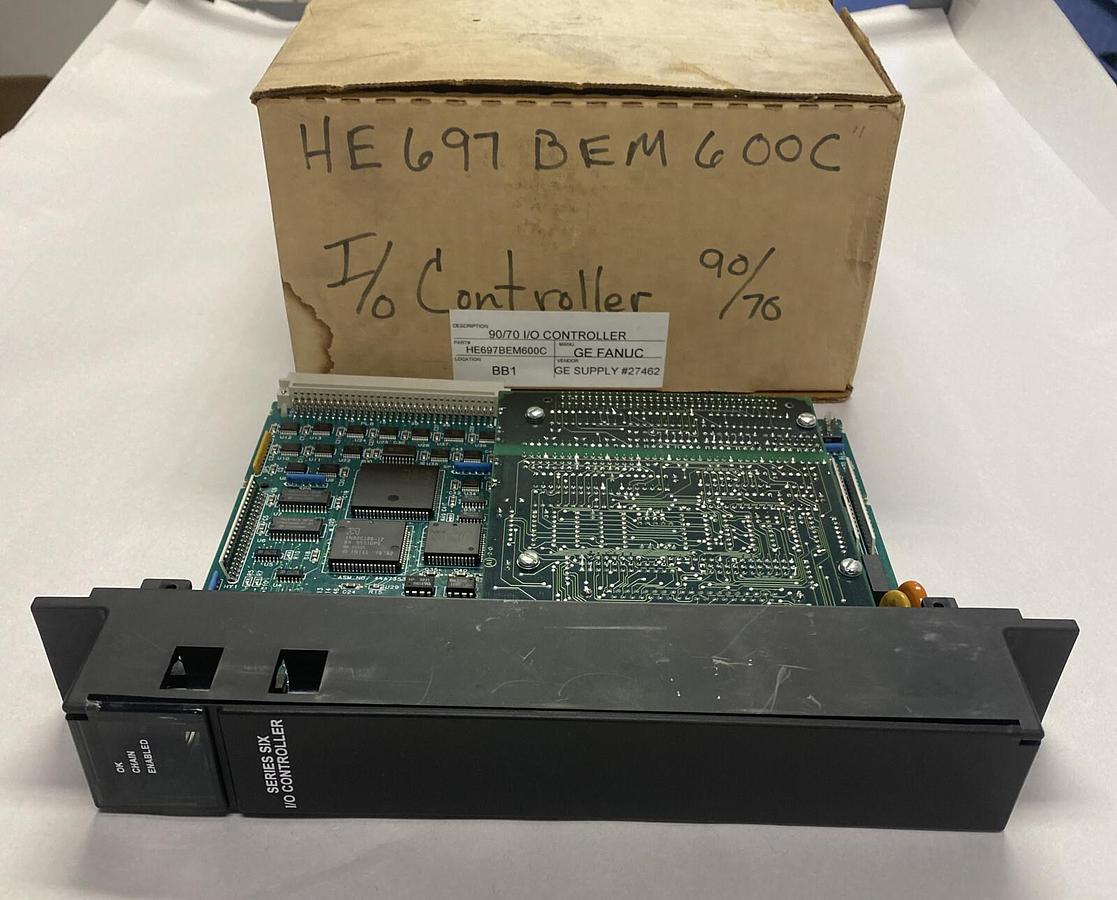 HE697BEM600C"
I/O Controller 90/70
DESCRIPTION
90/70 I/O CONTROLLER
PART# MANU.
HE697BEM600C GE FANUC
LOCATION VENDOR
BB1 GE SUPPLY #27462
OK
CHAIN
ENABLED
SERIES SIX
I/O CONTROLLER